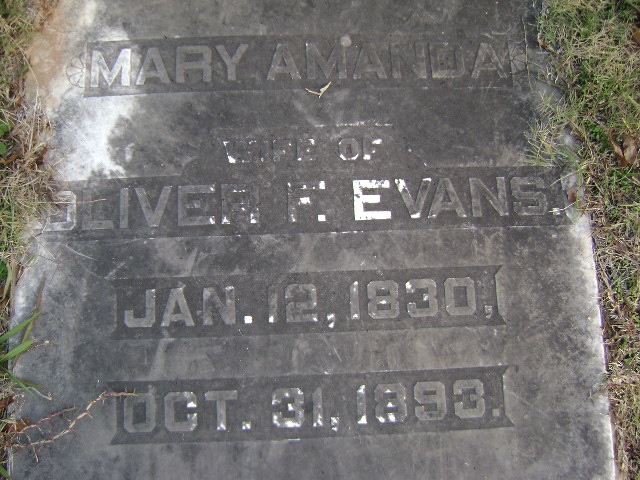 MARY AMANDA
WIFE OF
OLIVER F. EVANS.
JAN. 12, 1830;
OCT. 31, 1893.